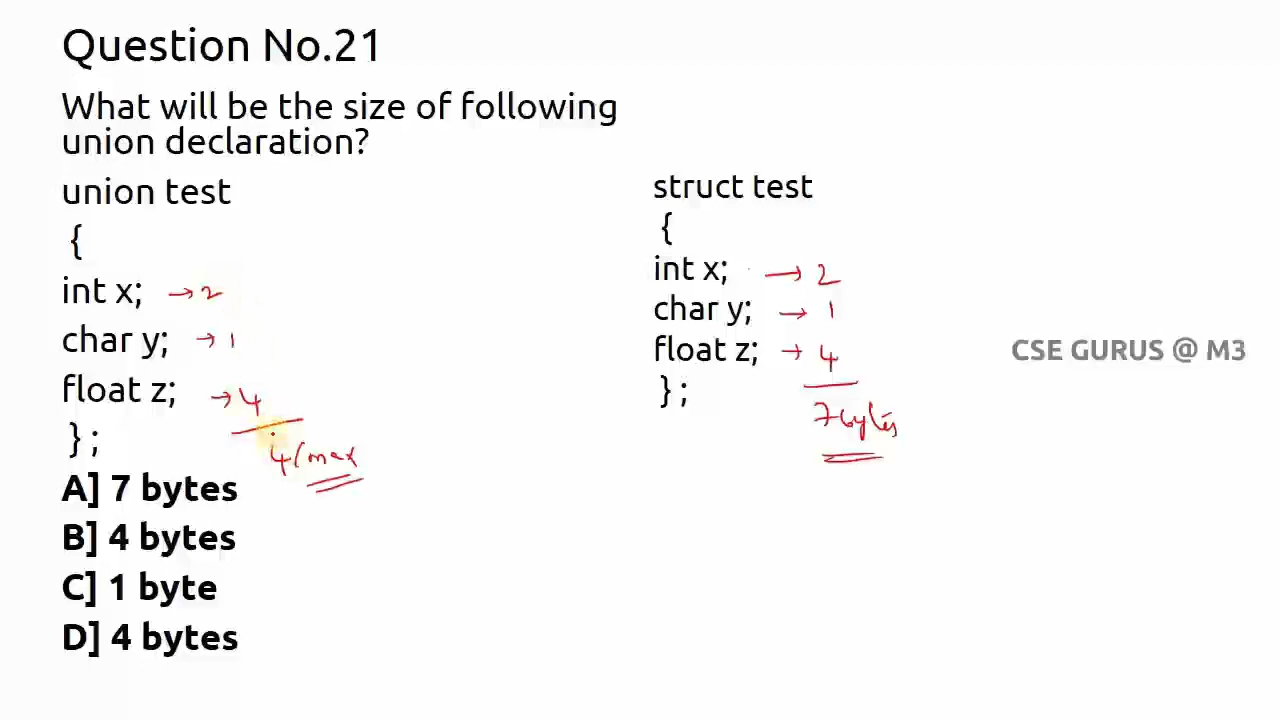 Question No.21
What will be the size of following
union declaration?
union test
{
int x; → 2
char y; → 1
float z; → 4
4 (max
} ;
A] 7 bytes
B] 4 bytes
C] 1 byte
D] 4 bytes
struct test
{
int x; → 2
char y; → 1
float z; → 4
} ;
7 bytes
CSE GURUS @ M3